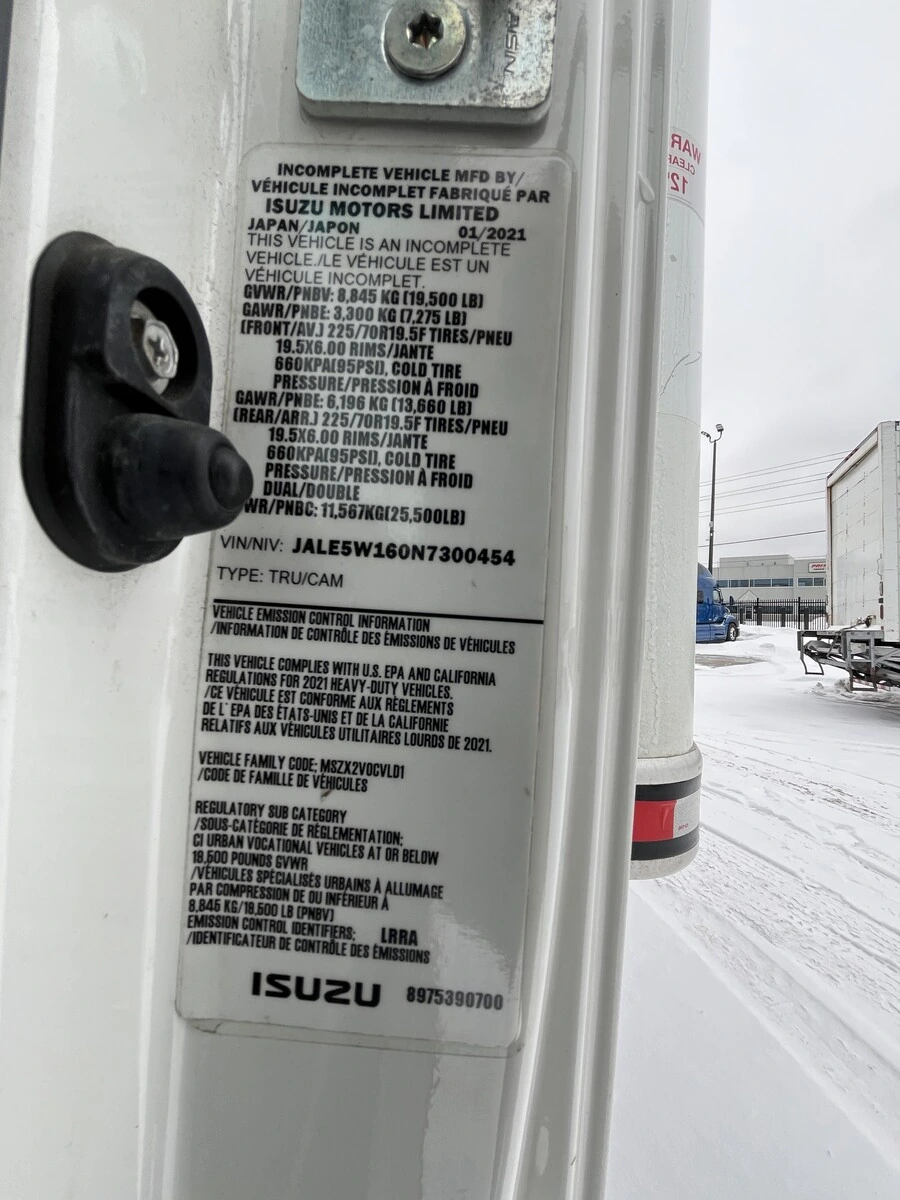 AISIN
INCOMPLETE VEHICLE MFD BY/
VÉHICULE INCOMPLET FABRIQUÉ PAR
ISUZU MOTORS LIMITED
JAPAN/JAPON 01/2021
THIS VEHICLE IS AN INCOMPLETE
VEHICLE./LE VÉHICULE EST UN
VÉHICULE INCOMPLET.
GVWR/PNBV: 8,845 KG (19,500 LB)
GAWR/PNBE: 3,300 KG (7,275 LB)
(FRONT/AV.) 225/70R19.5F TIRES/PNEU
19.5X6.00 RIMS/JANTE
660KPA(95PSI), COLD TIRE
PRESSURE/PRESSION À FROID
GAWR/PNBE: 6,196 KG (13,660 LB)
(REAR/ARR.) 225/70R19.5F TIRES/PNEU
19.5X6.00 RIMS/JANTE
660KPA(95PSI), COLD TIRE
PRESSURE/PRESSION À FROID
DUAL/DOUBLE
WR/PNBC: 11,567KG(25,500LB)
VIN/NIV: JALE5W160N7300454
TYPE: TRU/CAM
VEHICLE EMISSION CONTROL INFORMATION
/INFORMATION DE CONTRÔLE DES ÉMISSIONS DE VÉHICULES
THIS VEHICLE COMPLIES WITH U.S. EPA AND CALIFORNIA
REGULATIONS FOR 2021 HEAVY-DUTY VEHICLES.
/CE VÉHICULE EST CONFORME AUX RÈGLEMENTS
DE L' EPA DES ÉTATS-UNIS ET DE LA CALIFORNIE
RELATIFS AUX VÉHICULES UTILITAIRES LOURDS DE 2021.
VEHICLE FAMILY CODE; MSZX2VOCVLD1
/CODE DE FAMILLE DE VÉHICULES
REGULATORY SUB CATEGORY
/SOUS-CATÉGORIE DE RÈGLEMENTATION:
CI URBAN VOCATIONAL VEHICLES AT OR BELOW
19,500 POUNDS GVWR
/VÉHICULES SPÉCIALISÉS URBAINS À ALLUMAGE
PAR COMPRESSION DE OU INFÉRIEUR À
8,845 KG/19,500 LB (PNBV)
EMISSION CONTROL IDENTIFIERS; LRRA
/IDENTIFICATEUR DE CONTRÔLE DES ÉMISSIONS
ISUZU 8975390700
WAR
CLEA
12